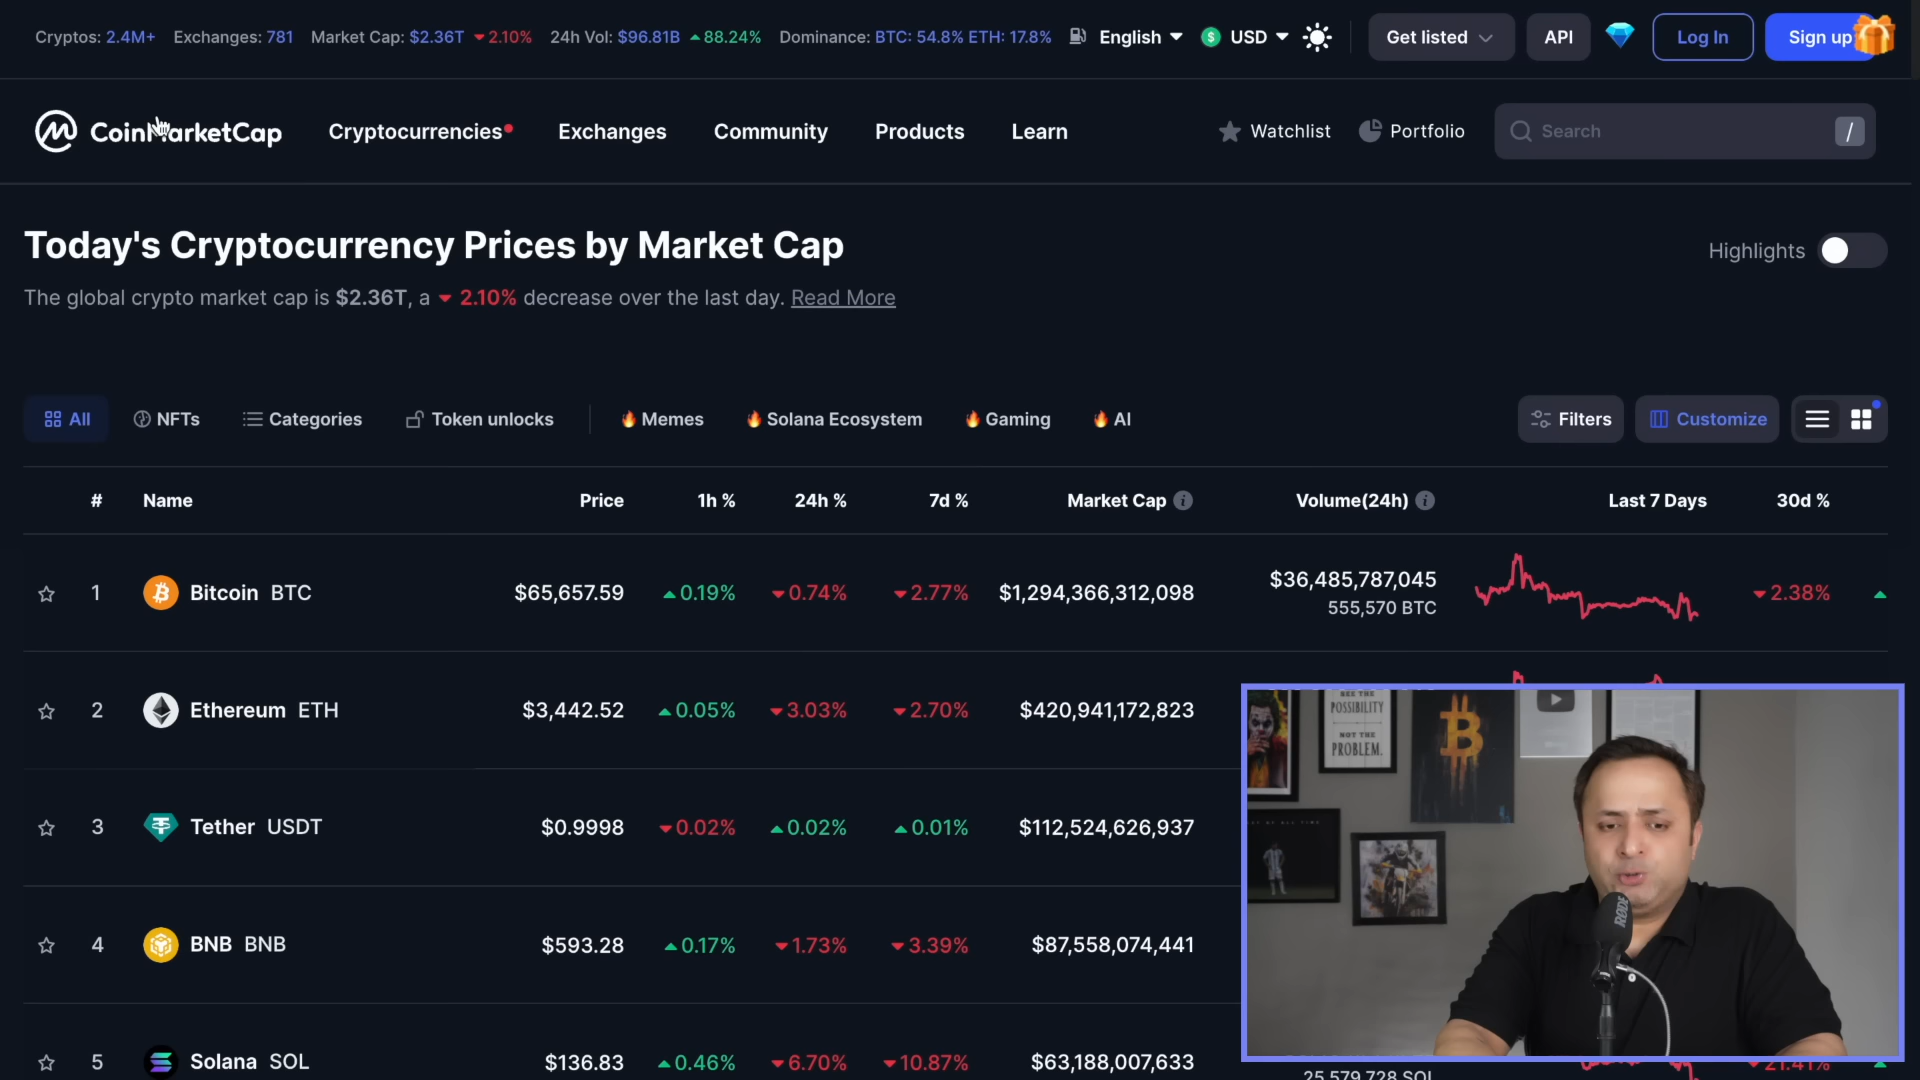 Cryptos: 2.4M+ Exchanges: 781 Market Cap: $2.36T 2.10% 24h Vol: $96.81B 88.24% Dominance: BTC: 54.8% ETH: 17.8% English USD Get listed API Log In Sign up
CoinMarketCap Cryptocurrencies Exchanges Community Products Learn Watchlist Portfolio Search /
Today's Cryptocurrency Prices by Market Cap
Highlights
The global crypto market cap is $2.36T, a 2.10% decrease over the last day. Read More
All NFTs Categories Token unlocks Memes Solana Ecosystem Gaming AI Filters Customize
# Name Price 1h % 24h % 7d % Market Cap Volume(24h) Last 7 Days 30d %
1 Bitcoin BTC $65,657.59 0.19% 0.74% 2.77% $1,294,366,312,098 $36,485,787,045 2.38%
555,570 BTC
2 Ethereum ETH $3,442.52 0.05% 3.03% 2.70% $420,941,172,823
3 Tether USDT $0.9998 0.02% 0.02% 0.01% $112,524,626,937
4 BNB BNB $593.28 0.17% 1.73% 3.39% $87,558,074,441
5 Solana SOL $136.83 0.46% 6.70% 10.87% $63,188,007,633 21.41%
25,579,728 SOL
SEE THE
POSSIBILITY
NOT THE
PROBLEM.
RØDE